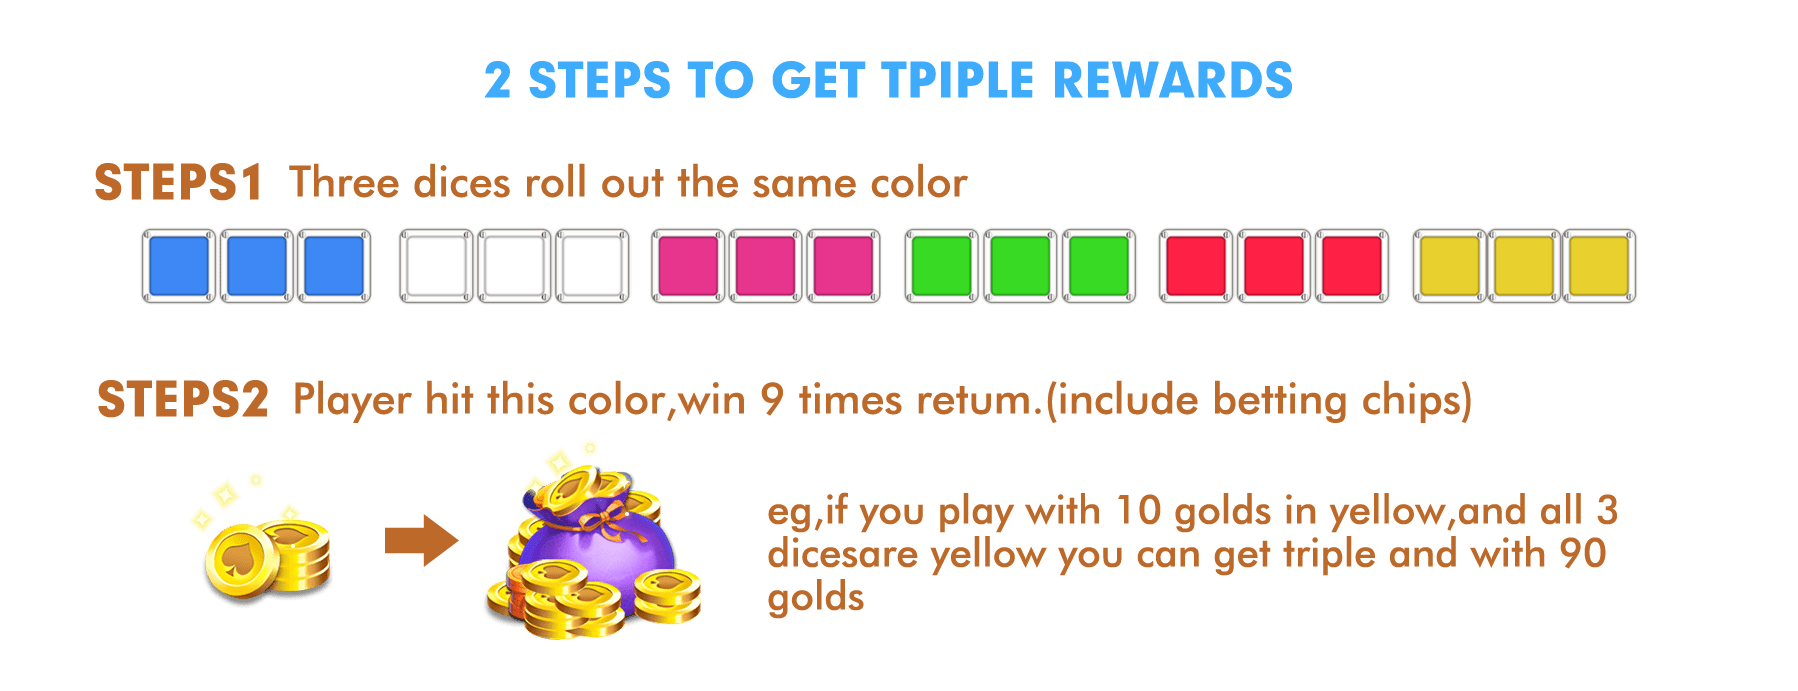 2 STEPS TO GET TPIPLE REWARDS
STEPS1 Three dices roll out the same color
STEPS2 Player hit this color,win 9 times retum.(include betting chips)
eg,if you play with 10 golds in yellow,and all 3
dicesare yellow you can get triple and with 90
golds